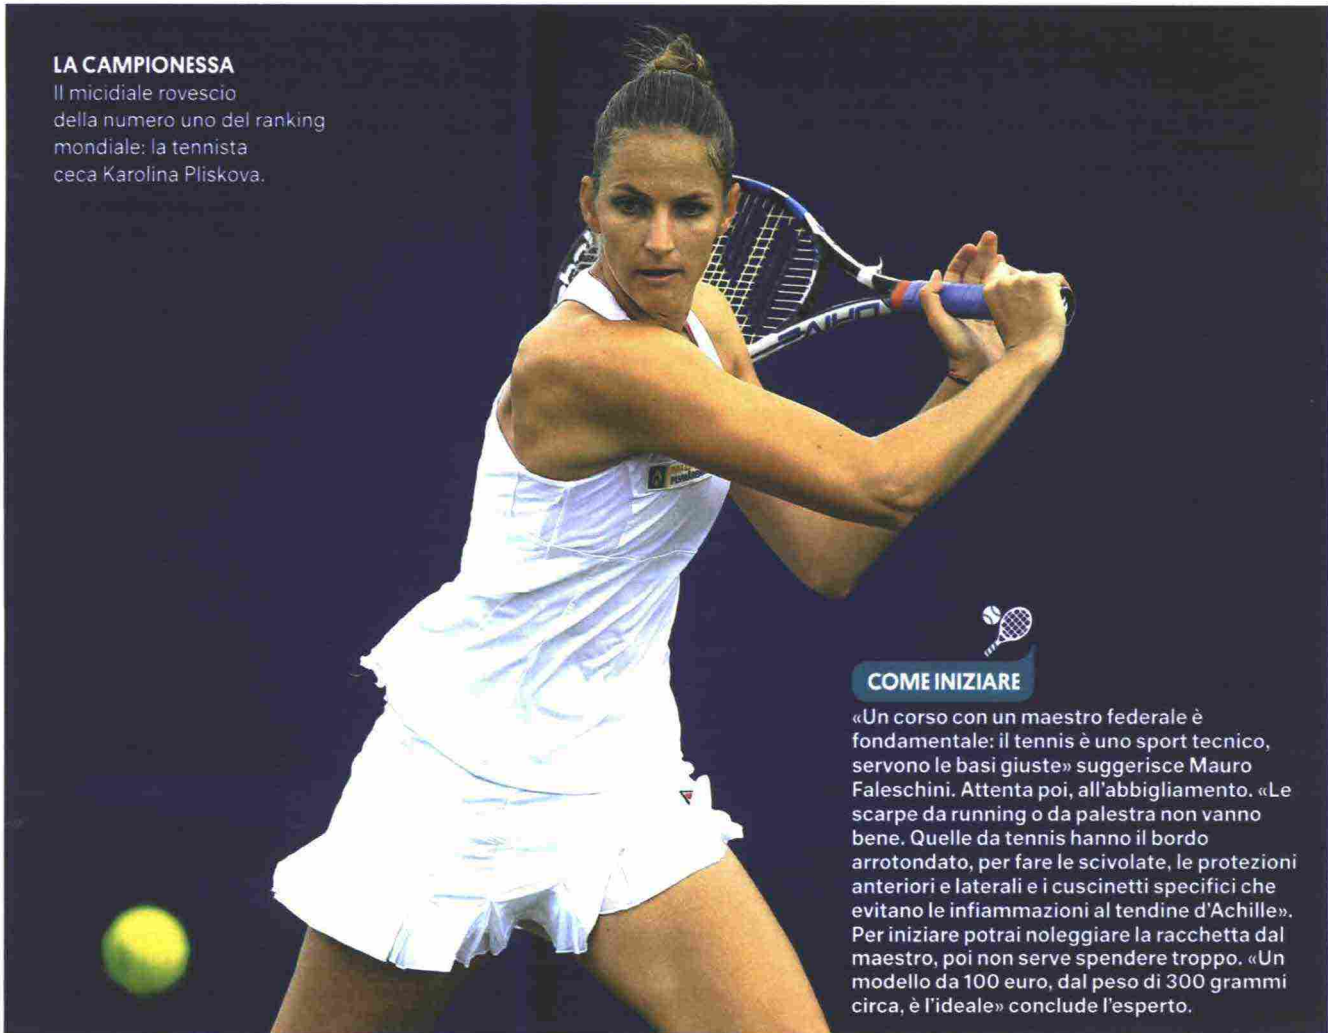 LA CAMPIONESSA
Il micidiale rovescio
della numero uno del ranking
mondiale: la tennista
ceca Karolina Pliskova.
COME INIZIARE
«Un corso con un maestro federale è
fondamentale: il tennis è uno sport tecnico,
servono le basi giuste» suggerisce Mauro
Faleschini. Attenta poi, all'abbigliamento. «Le
scarpe da running o da palestra non vanno
bene. Quelle da tennis hanno il bordo
arrotondato, per fare le scivolate, le protezioni
anteriori e laterali e i cuscinetti specifici che
evitano le infiammazioni al tendine d'Achille».
Per iniziare potrai noleggiare la racchetta dal
maestro, poi non serve spendere troppo. «Un
modello da 100 euro, dal peso di 300 grammi
circa, è l'ideale» conclude l'esperto.